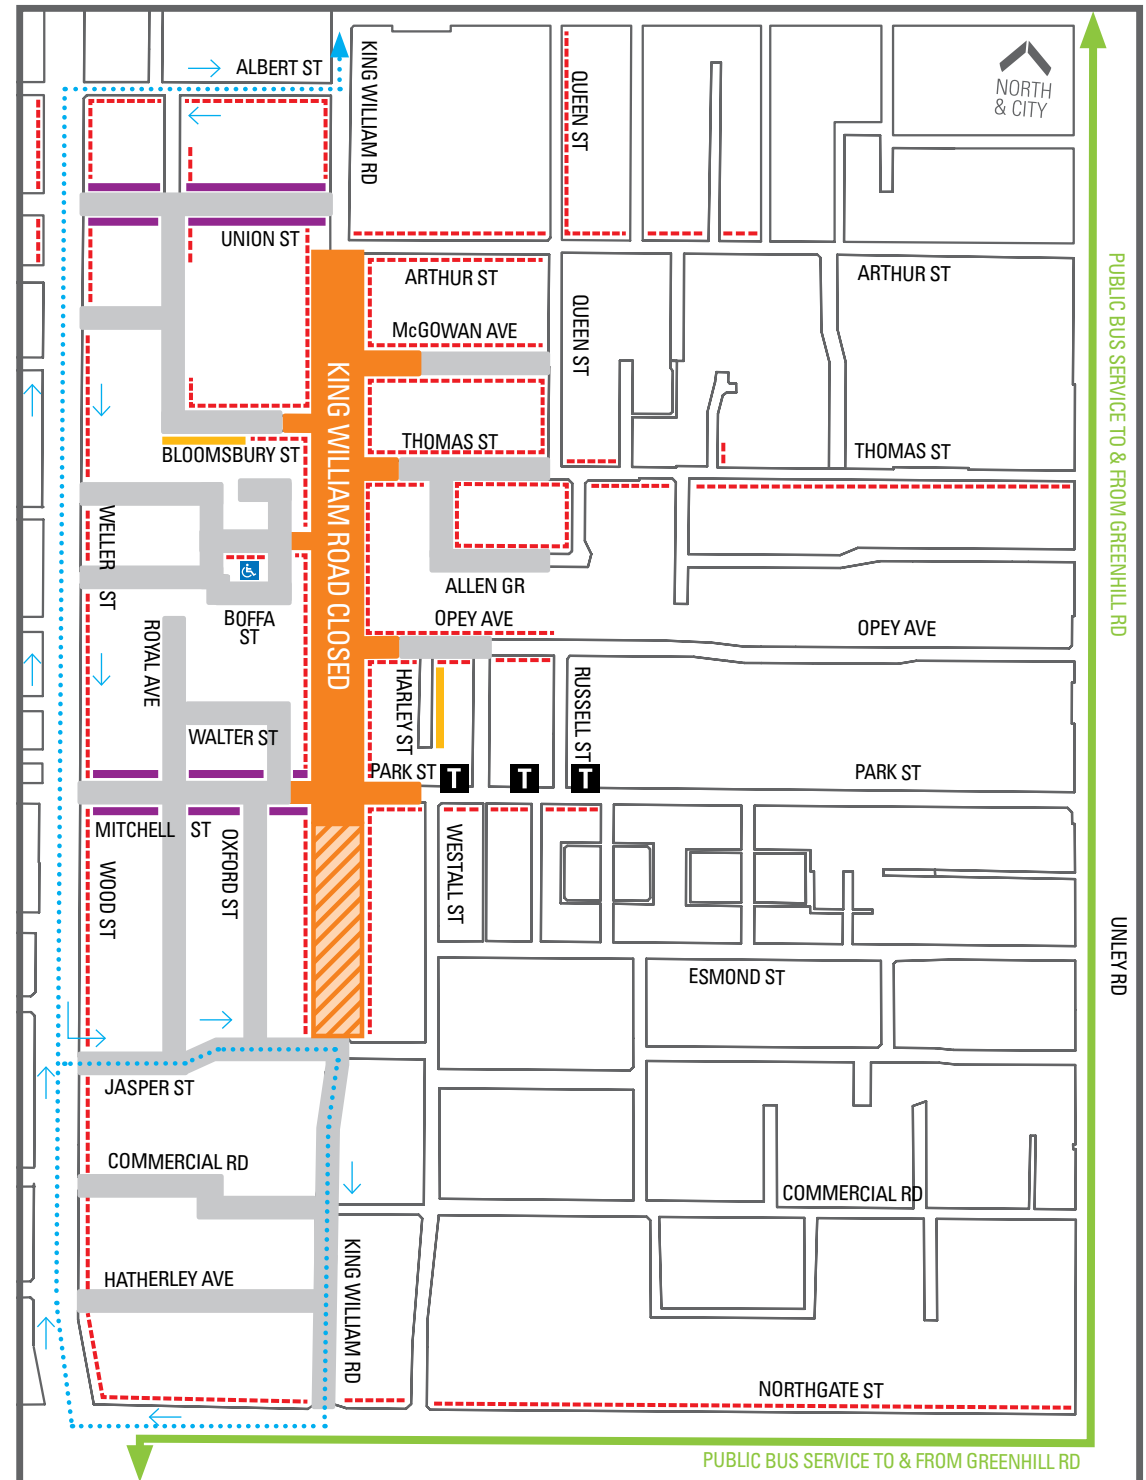 ALBERT ST
KING WILLIAM RD
QUEEN ST
NORTH
& CITY
UNION ST
ARTHUR ST
ARTHUR ST
McGOWAN AVE
QUEEN ST
PUBLIC BUS SERVICE TO & FROM GREENHILL RD
KING WILLIAM ROAD CLOSED
BLOOMSBURY ST
THOMAS ST
THOMAS ST
WELLER ST
ALLEN GR
BOFFA
ST
OPEY AVE
OPEY AVE
ROYAL AVE
HARLEY ST
RUSSELL ST
WALTER ST
PARK ST
T
T
T
PARK ST
MITCHELL ST
WOOD ST
OXFORD ST
WESTALL ST
UNLEY RD
ESMOND ST
JASPER ST
COMMERCIAL RD
COMMERCIAL RD
HATHERLEY AVE
KING WILLIAM RD
NORTHGATE ST
PUBLIC BUS SERVICE TO & FROM GREENHILL RD